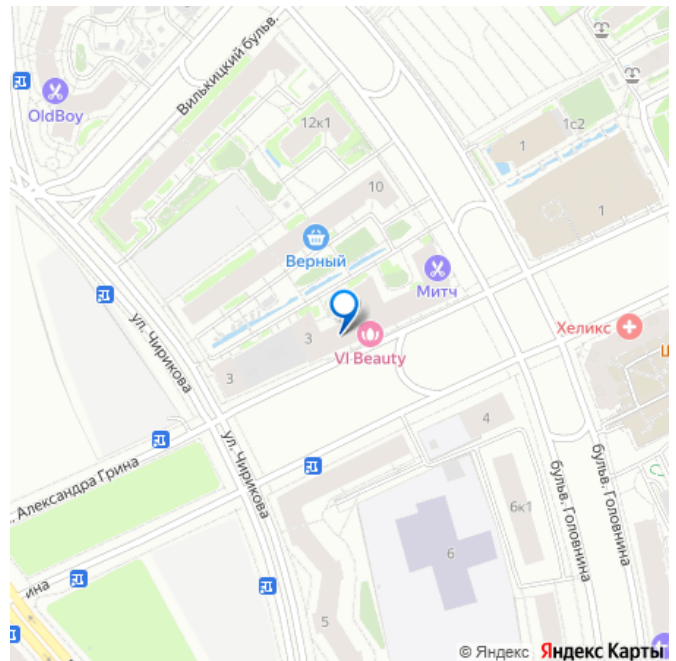 Вилькицкий бульв.
OldBoy
12к1
1с2
1
10
1
Верный
Митч
ул. Чирикова
Хеликс
3
VI Beauty
3
4
ул. Чирикова
. Александра Грина
бульв. Головнина
бульв. Головнина
6к1
6
ина
5
© Яндекс Яндекс Карты